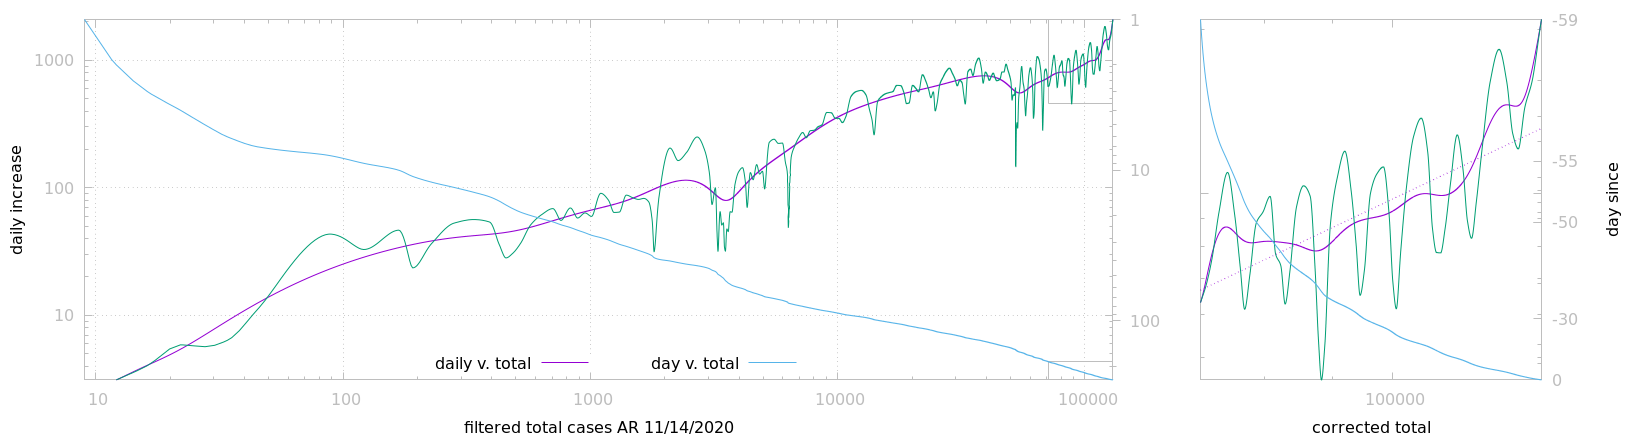 1000
100
10
daily increase
10
100
1000
10000
100000
filtered total cases AR 11/14/2020
daily v. total
day v. total
1
10
100
-59
-55
-50
-30
0
day since
100000
corrected total